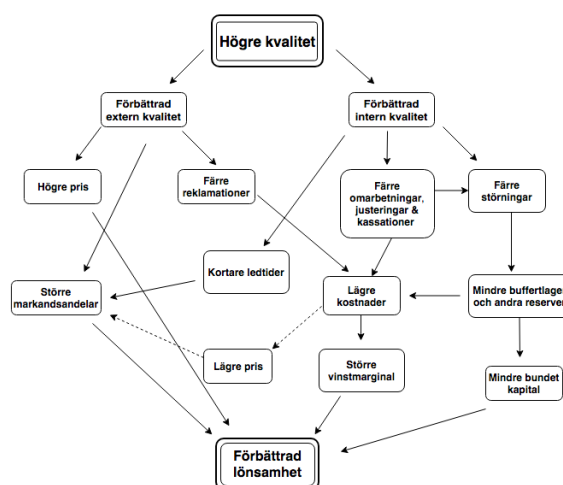 Högre kvalitet
Förbättrad
extern kvalitet
Förbättrad
intern kvalitet
Högre pris
Färre
reklamationer
Färre
omarbetningar,
justeringar &
kassationer
Färre
störningar
Större
markandsandelar
Kortare ledtider
Lägre
kostnader
Mindre buffertlager
och andra reserver
Lägre pris
Större
vinstmarginal
Mindre bundet
kapital
Förbättrad
lönsamhet